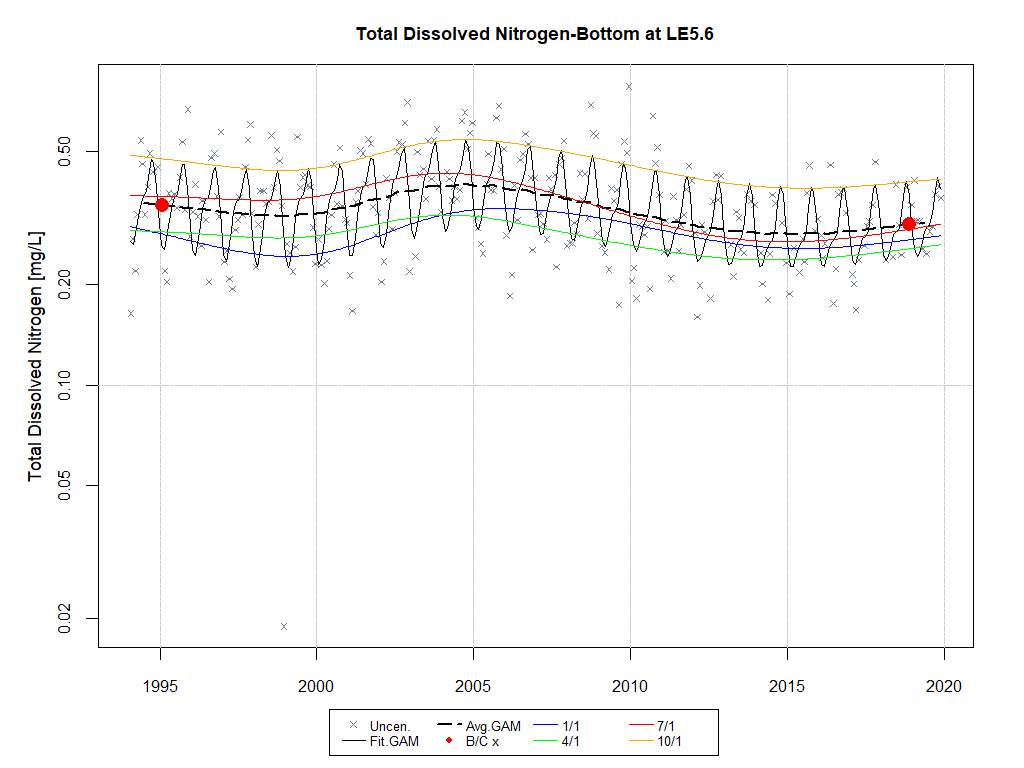 Total Dissolved Nitrogen-Bottom at LE5.6
Total Dissolved Nitrogen [mg/L]
0.50
0.20
0.10
0.05
0.02
1995 2000 2005 2010 2015 2020
Uncen. Avg.GAM 1/1 7/1
Fit.GAM B/C x 4/1 10/1